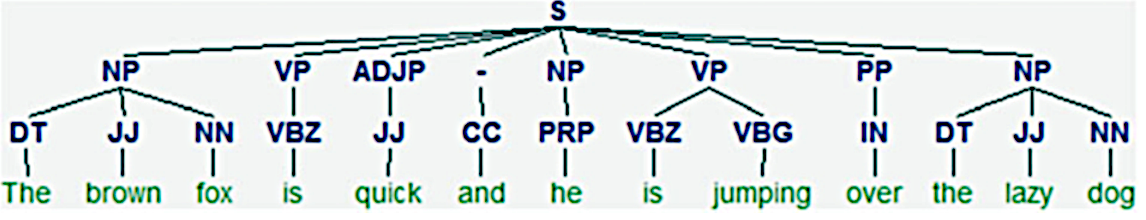 S
NP VP ADJP - NP VP PP NP
DT JJ NN VBZ JJ CC PRP VBZ VBG IN DT JJ NN
The brown fox is quick and he is jumping over the lazy dog